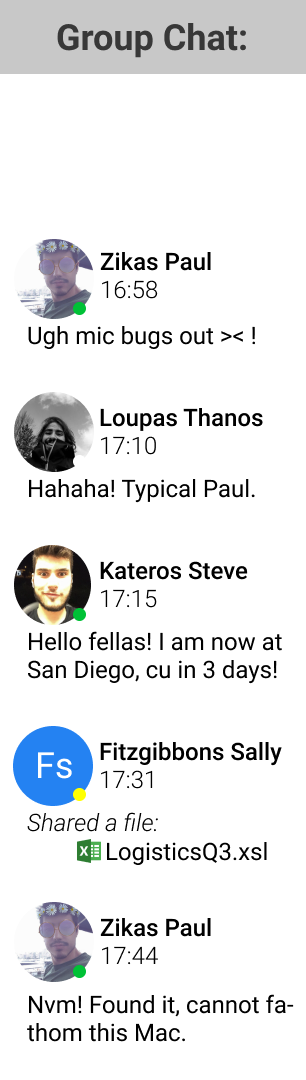 Group Chat:
Zikas Paul
16:58
Ugh mic bugs out >< !
Loupas Thanos
17:10
Hahaha! Typical Paul.
Kateros Steve
17:15
Hello fellas! I am now at
San Diego, cu in 3 days!
Fs
Fitzgibbons Sally
17:31
Shared a file:
LogisticsQ3.xsl
Zikas Paul
17:44
Nvm! Found it, cannot fa-
thom this Mac.